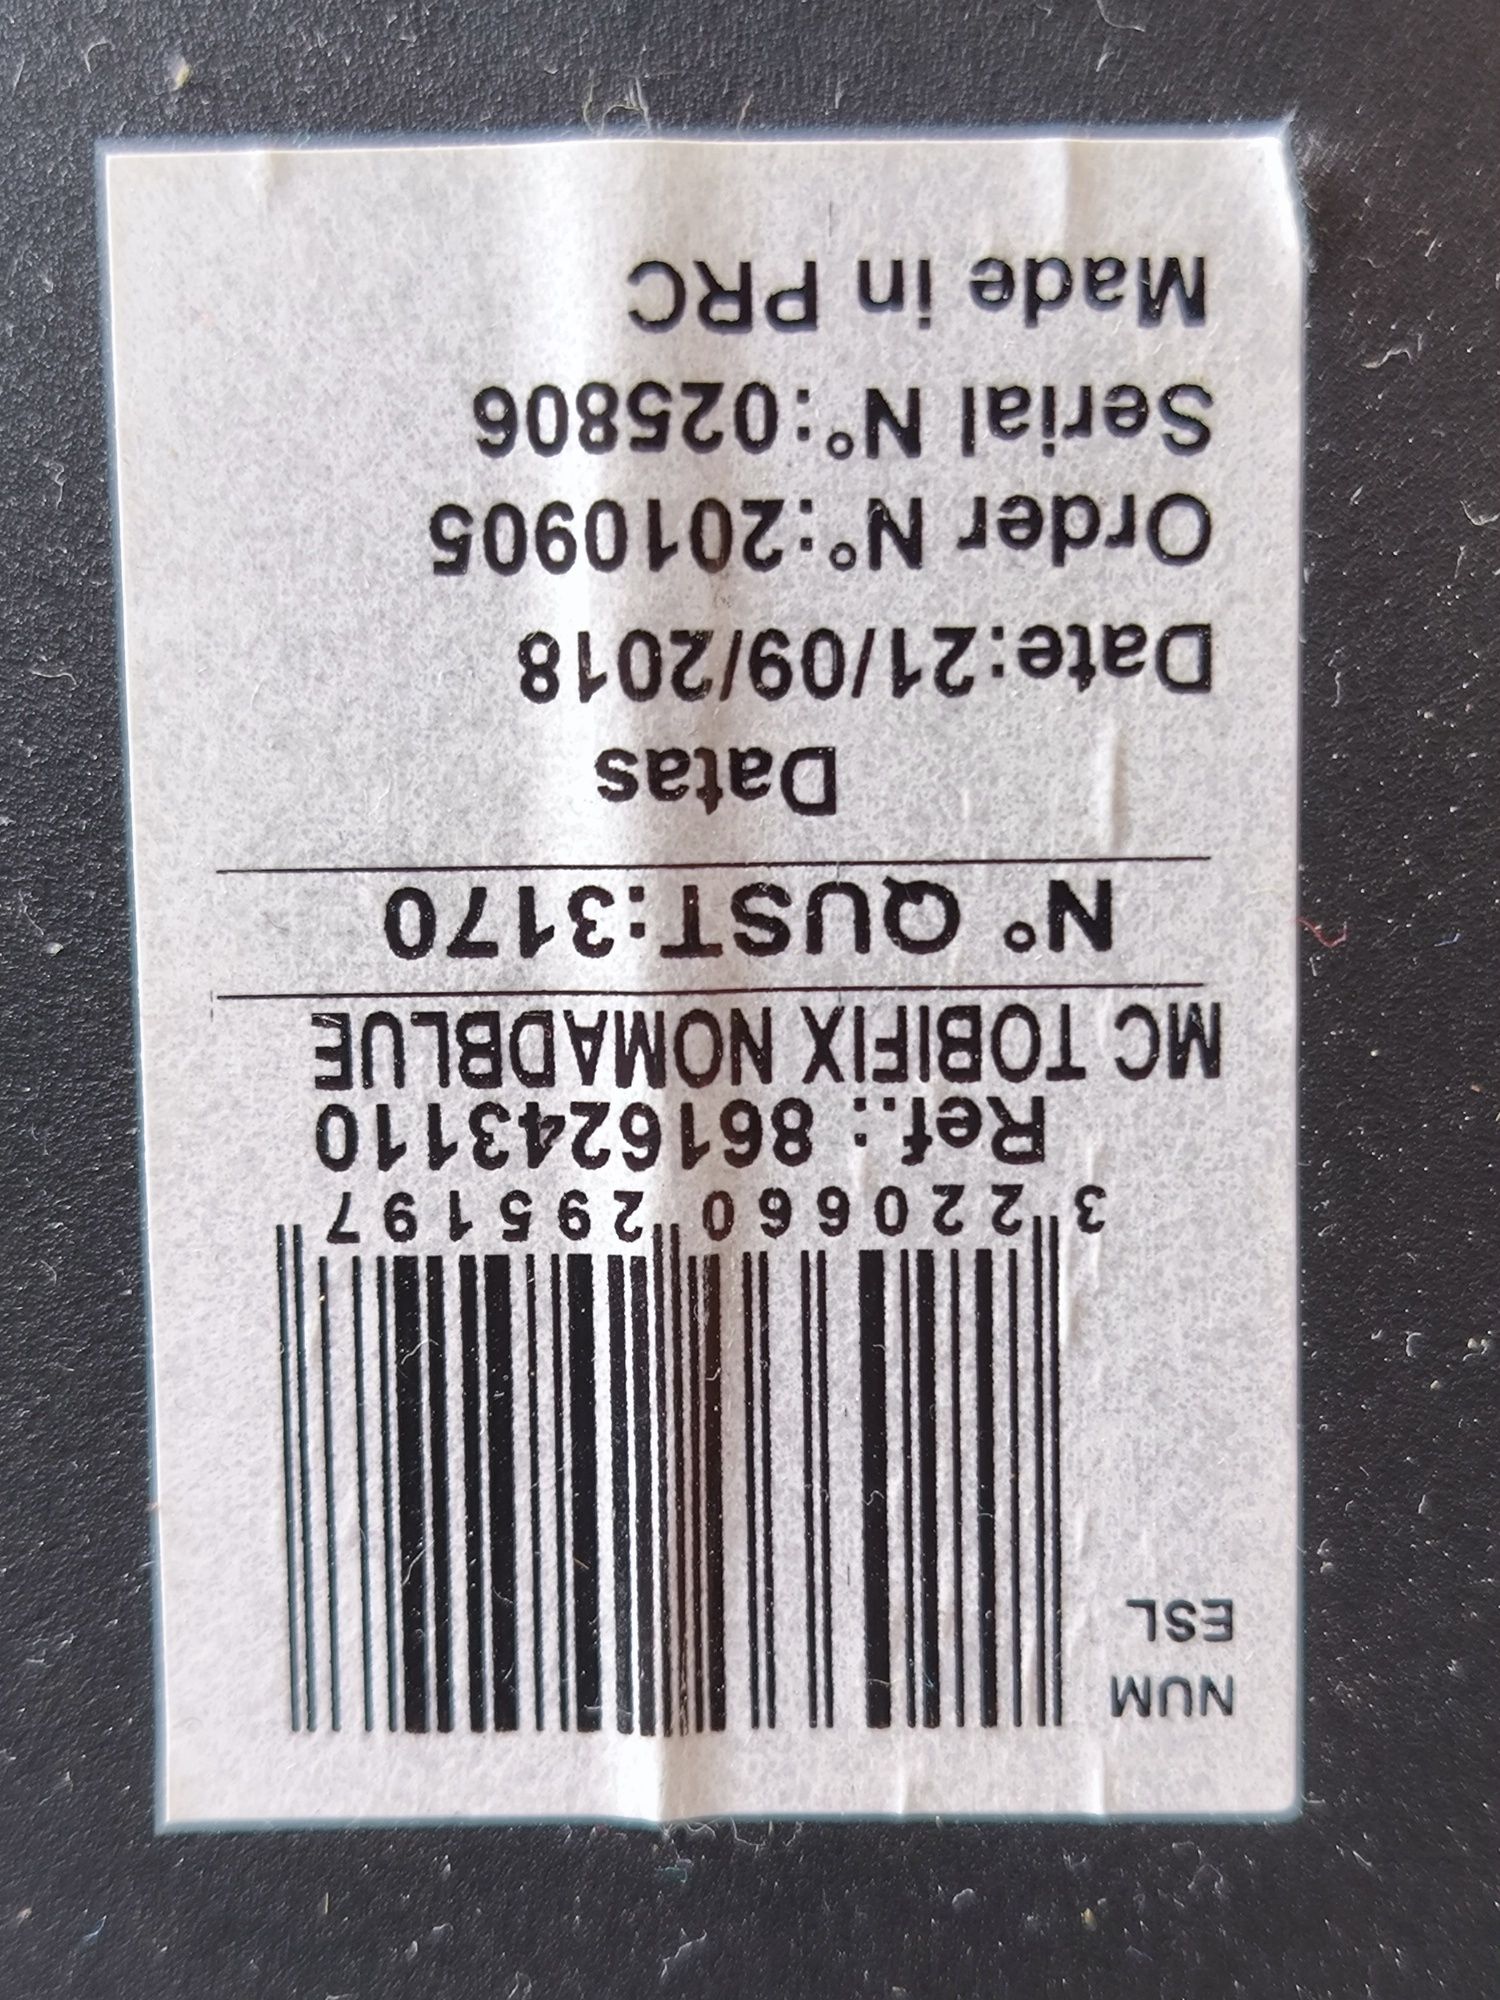 NUM
ESL
3 220660 295197
Ref.: 8616243110
MC TOBIFIX NOMADBLUE
N° QUST:3170
Datas
Date:21/09/2018
Order N°:2010905
Serial N°:025806
Made in PRC